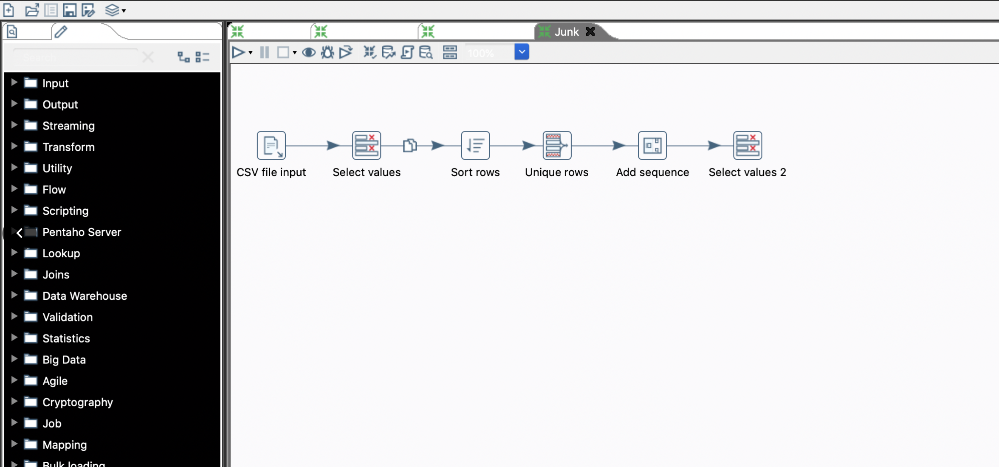 Junk
Search
100%
Input
Output
Streaming
Transform
Utility
Flow
Scripting
Pentaho Server
Lookup
Joins
Data Warehouse
Validation
Statistics
Big Data
Agile
Cryptography
Job
Mapping
Bulk loading
CSV file input
Select values
Sort rows
Unique rows
Add sequence
Select values 2